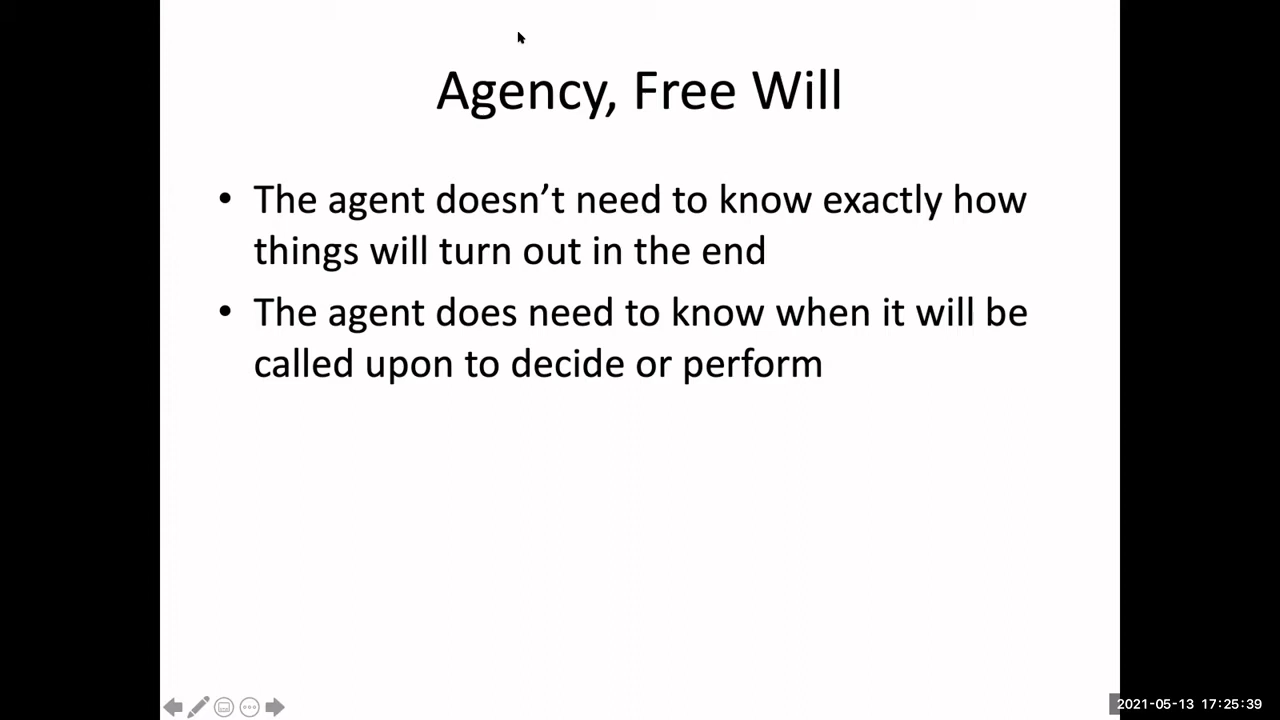 Agency, Free Will
• The agent doesn’t need to know exactly how
things will turn out in the end
• The agent does need to know when it will be
called upon to decide or perform
2021-05-13 17:25:39